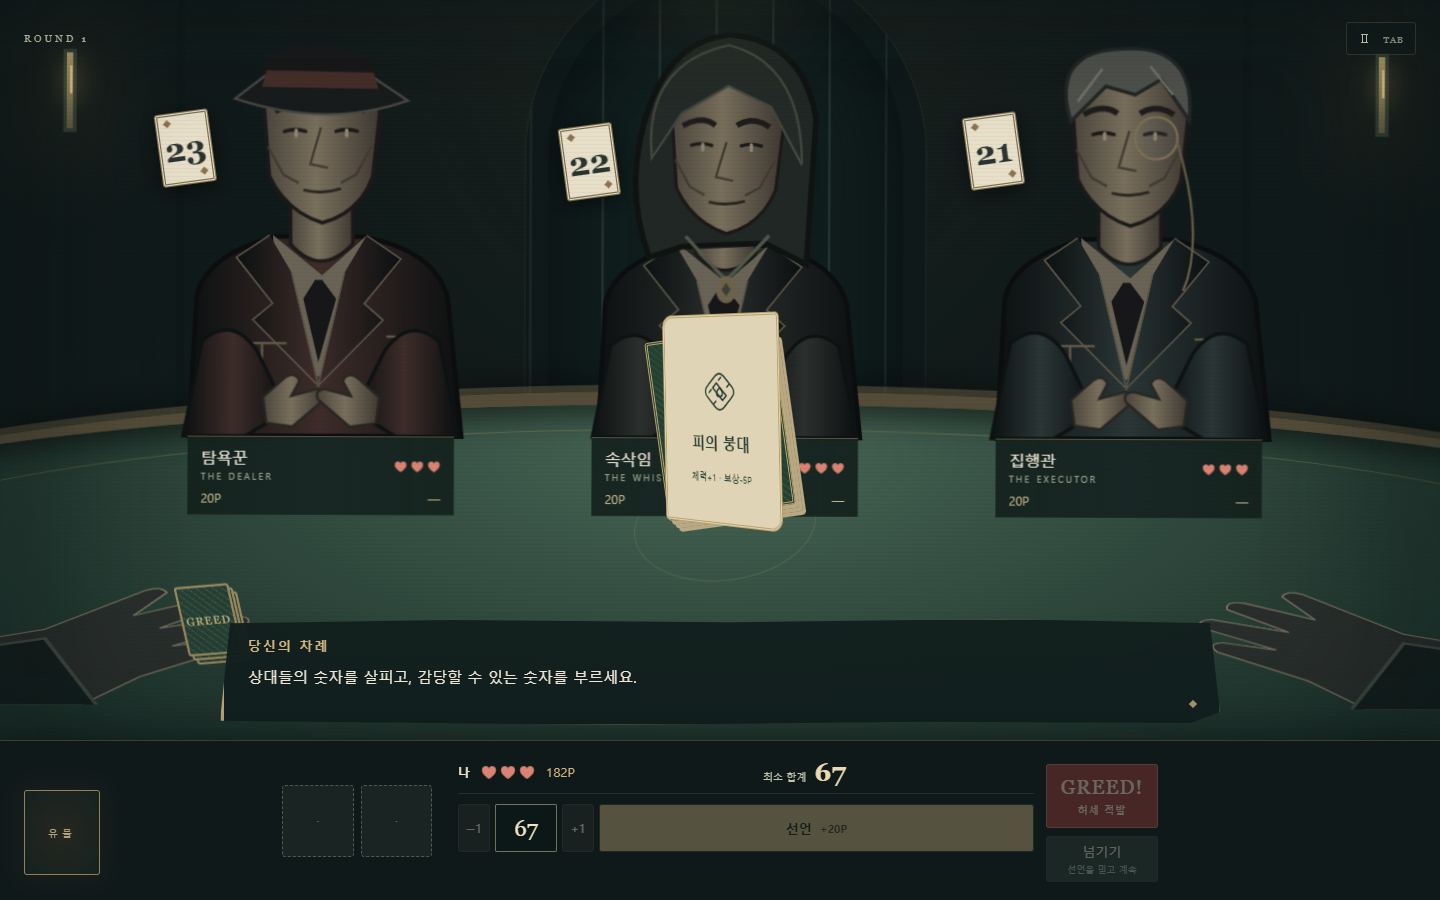 ROUND 1
II TAB
23
22
21
피의 붕대
체력+1 · 보상-5P
탐욕꾼
THE DEALER
20P
—
속삭임
THE WHIS
20P
—
집행관
THE EXECUTOR
20P
—
GREED
당신의 차례
상대들의 숫자를 살피고, 감당할 수 있는 숫자를 부르세요.
나 182P
최소 합계 67
−1 67 +1
선언 +20P
GREED!
허세 적발
넘기기
선언을 믿고 계속
유물